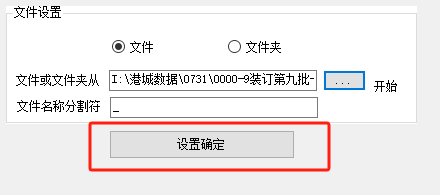 文件设置
文件 文件夹
文件或文件夹从 I:\港城数据\0731\0000-9装订第九批- ... 开始
文件名称分割符 _
设置确定